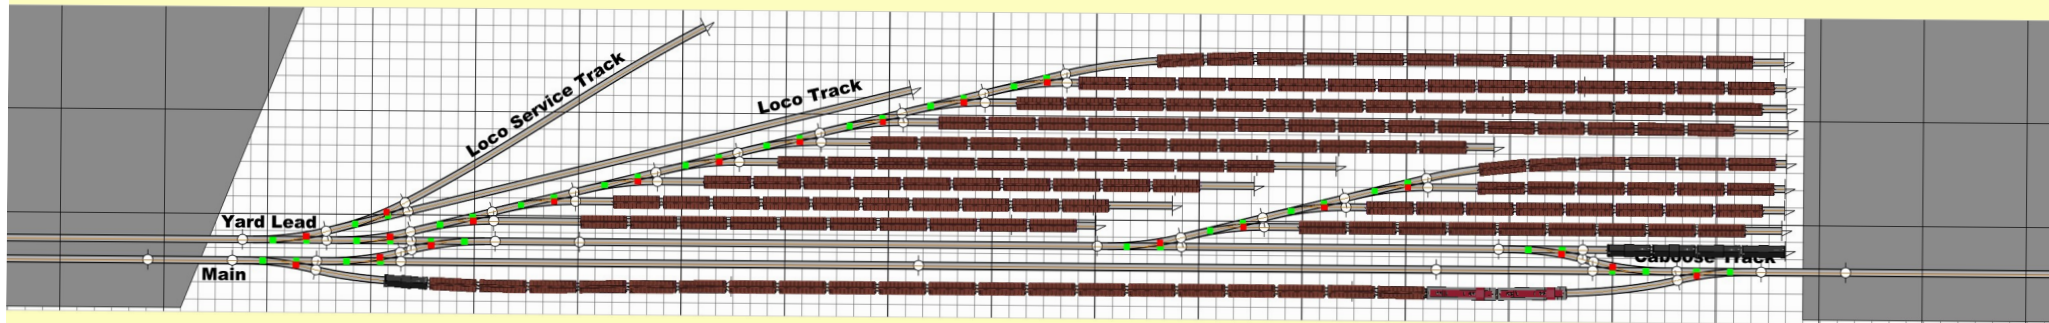 Loco Service Track
Loco Track
Yard Lead
Main
Caboose Track